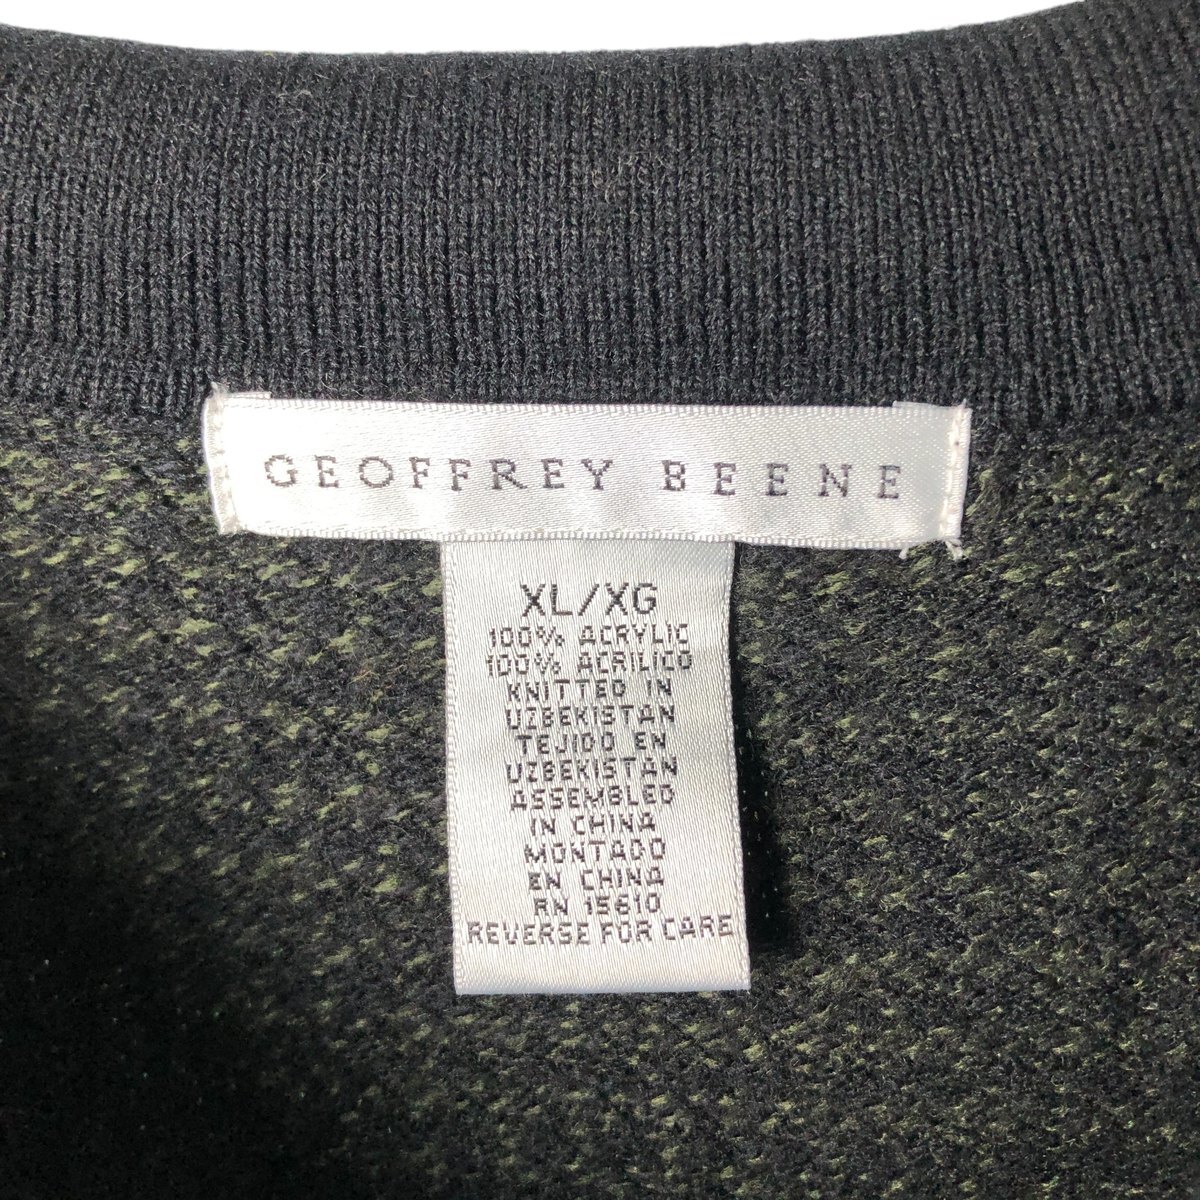 GEOFFREY BEENE
XL/XG
100% ACRYLIC
100% ACRILICO
KNITTED IN
UZBEKISTAN
TEJIDO EN
UZBEKISTAN
ASSEMBLED
IN CHINA
MONTADO
EN CHINA
RN 15610
REVERSE FOR CARE